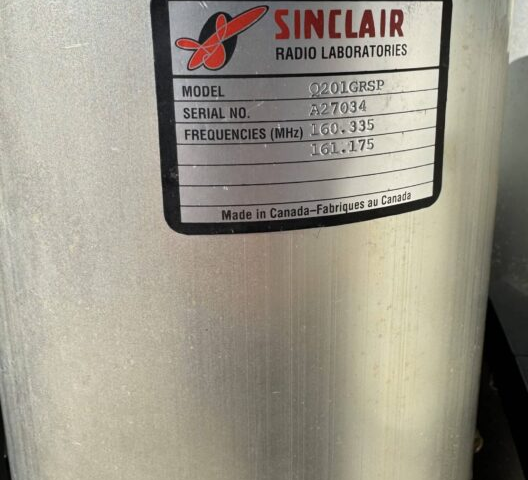 SINCLAIR
RADIO LABORATORIES
MODEL Q201GRSP
SERIAL NO. A27034
FREQUENCIES (MHz) 160.335
161.175
Made in Canada–Fabriques au Canada